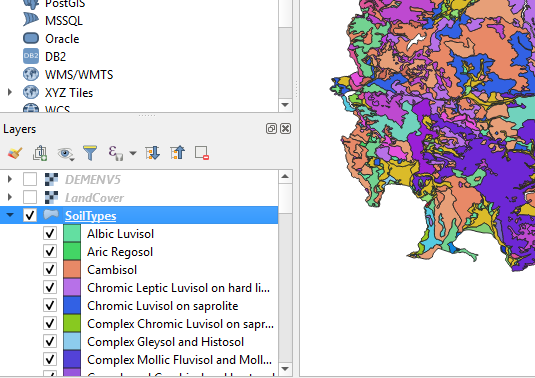 PostGIS
MSSQL
Oracle
DB2 DB2
WMS/WMTS
XYZ Tiles
WCS
Layers
DEMENV5
LandCover
SoilTypes
Albic Luvisol
Aric Regosol
Cambisol
Chromic Leptic Luvisol on hard li...
Chromic Luvisol on saprolite
Complex Chromic Luvisol on sapr...
Complex Gleysol and Histosol
Complex Mollic Fluvisol and Moll...